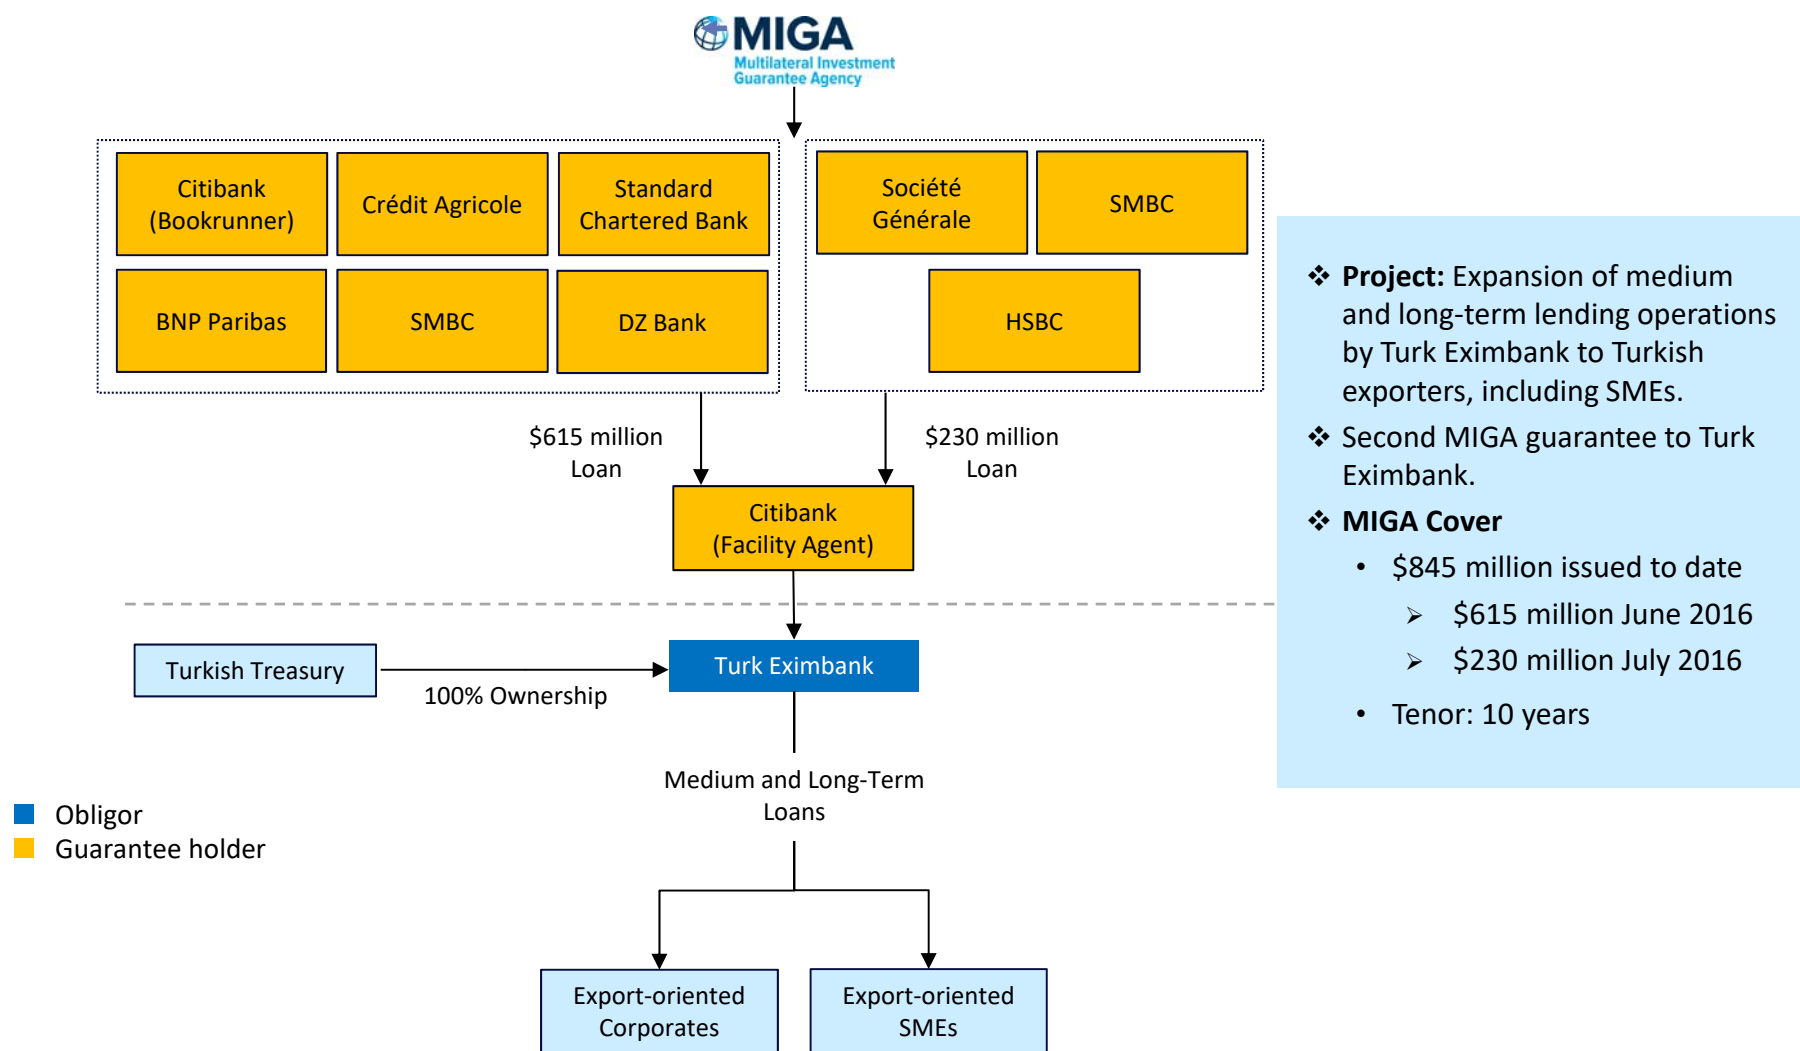 MIGA
Multilateral Investment
Guarantee Agency
Citibank
(Bookrunner)
Crédit Agricole
Standard
Chartered Bank
BNP Paribas
SMBC
DZ Bank
Société
Générale
SMBC
HSBC
$615 million
Loan
$230 million
Loan
Citibank
(Facility Agent)
Turkish Treasury
100% Ownership
Turk Eximbank
Medium and Long-Term
Loans
Export-oriented
Corporates
Export-oriented
SMEs
Obligor
Guarantee holder
❖ Project: Expansion of medium
and long-term lending operations
by Turk Eximbank to Turkish
exporters, including SMEs.
❖ Second MIGA guarantee to Turk
Eximbank.
❖ MIGA Cover
• $845 million issued to date
➢ $615 million June 2016
➢ $230 million July 2016
• Tenor: 10 years